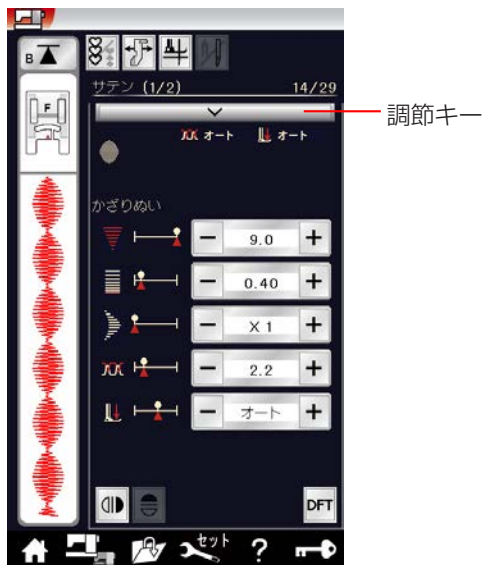 B
サテン (1/2) 14/29
調節キー
F
オート オート
かざりぬい
− 9.0 +
− 0.40 +
− X1 +
− 2.2 +
− オート +
DFT
セット ?